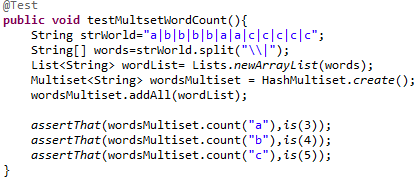 @Test
public void testMultsetWordCount(){
    String strWorld="a|b|b|b|b|a|a|c|c|c|c|c";
    String[] words=strWorld.split("\\|");
    List<String> wordList= Lists.newArrayList(words);
    Multiset<String> wordsMultiset = HashMultiset.create();
    wordsMultiset.addAll(wordList);

    assertThat(wordsMultiset.count("a"),is(3));
    assertThat(wordsMultiset.count("b"),is(4));
    assertThat(wordsMultiset.count("c"),is(5));
}